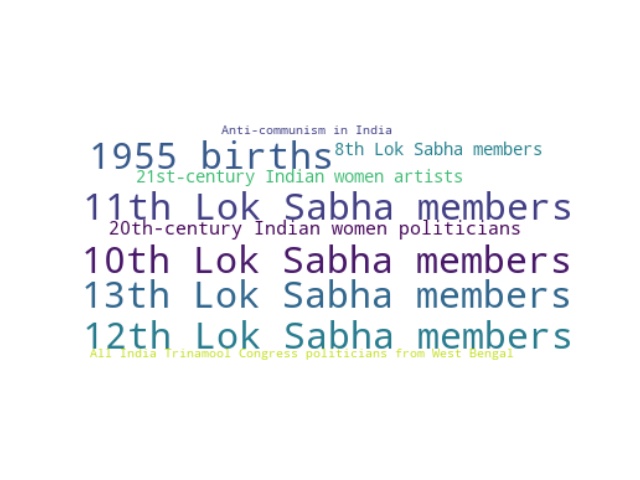 Anti-communism in India
1955 births
8th Lok Sabha members
21st-century Indian women artists
11th Lok Sabha members
20th-century Indian women politicians
10th Lok Sabha members
13th Lok Sabha members
12th Lok Sabha members
All India Trinamool Congress politicians from West Bengal